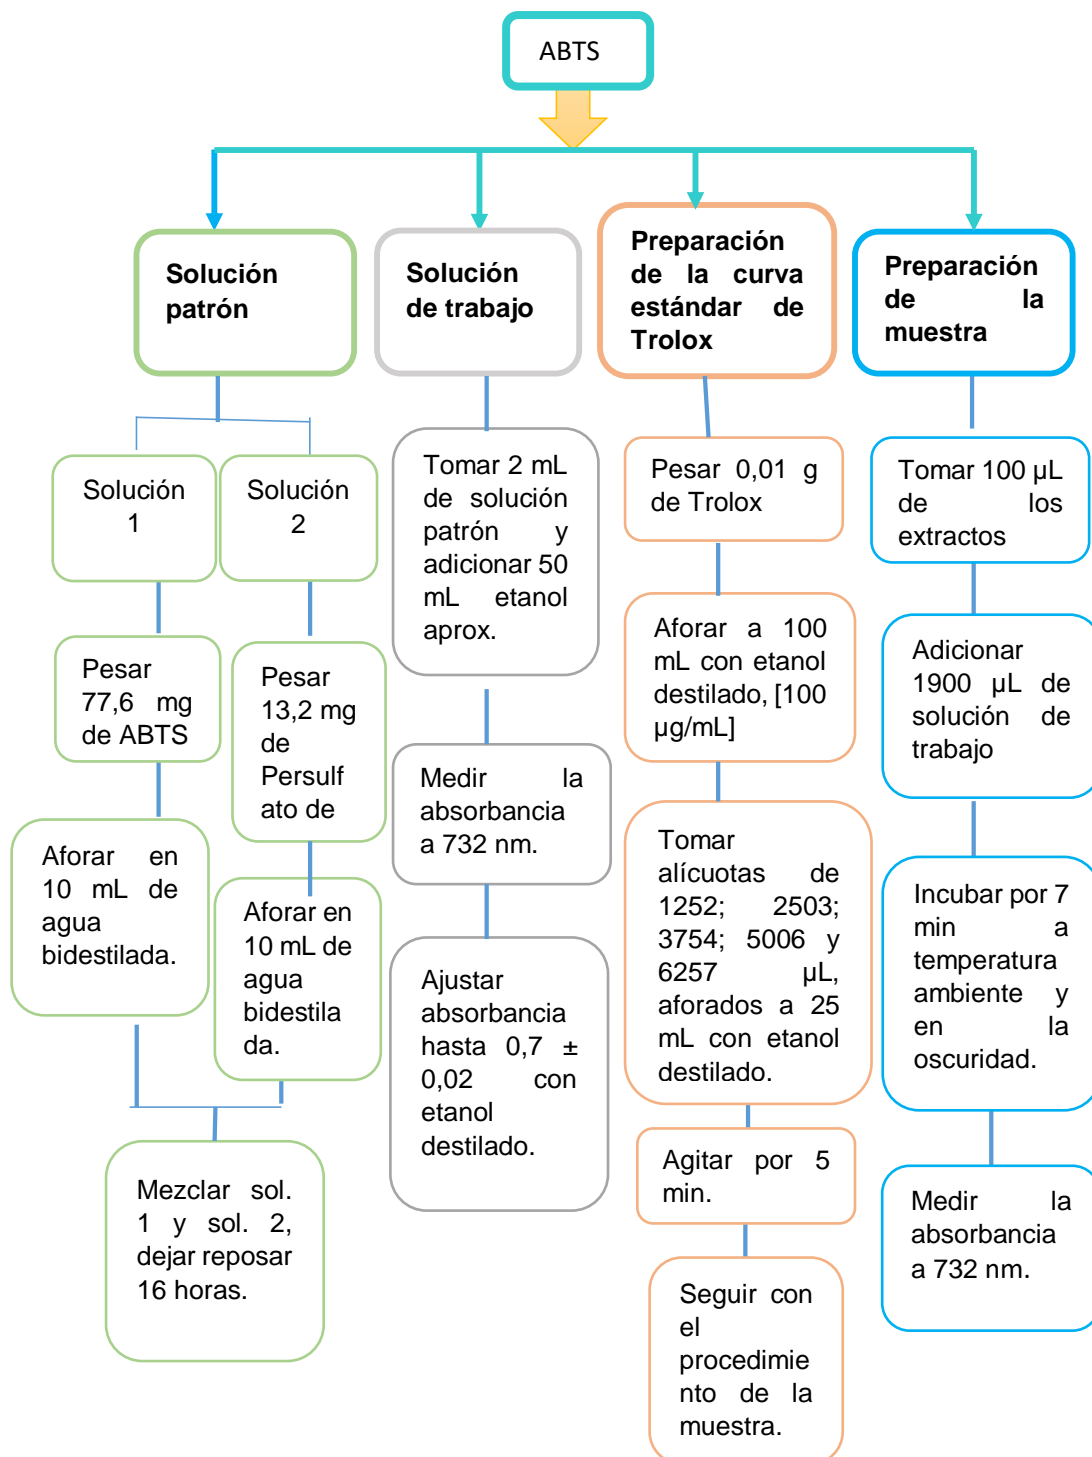 ABTS
Solución
patrón
Solución
1
Solución
2
Pesar
77,6 mg
de ABTS
Pesar
13,2 mg
de
Persulf
ato de
Aforar en
10 mL de
agua
bidestilada.
Aforar en
10 mL de
agua
bidestila
da.
Mezclar sol.
1 y sol. 2,
dejar reposar
16 horas.
Solución
de trabajo
Tomar 2 mL
de solución
patrón y
adicionar 50
mL etanol
aprox.
Medir la
absorbancia
a 732 nm.
Ajustar
absorbancia
hasta 0,7 ±
0,02 con
etanol
destilado.
Preparación
de la curva
estándar de
Trolox
Pesar 0,01 g
de Trolox
Aforar a 100
mL con etanol
destilado, [100
µg/mL]
Tomar
alícuotas de
1252; 2503;
3754; 5006 y
6257 µL,
aforados a 25
mL con etanol
destilado.
Agitar por 5
min.
Seguir con
el
procedimie
nto de la
muestra.
Preparación
de la
muestra
Tomar 100 µL
de los
extractos
Adicionar
1900 µL de
solución de
trabajo
Incubar por 7
min a
temperatura
ambiente y
en la
oscuridad.
Medir la
absorbancia
a 732 nm.